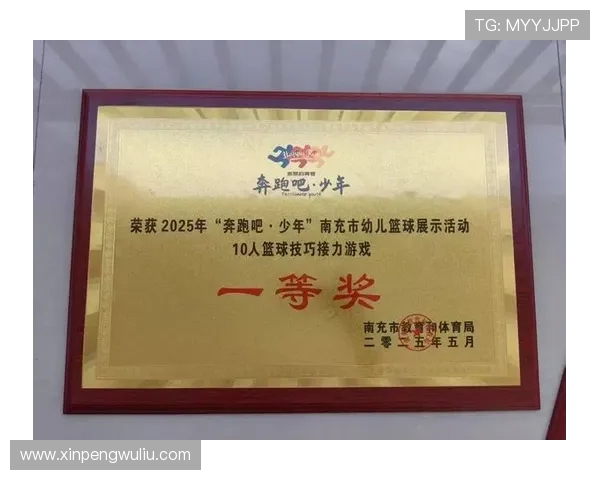 TG: MYYJJPP
奔跑吧·少年
荣获 2025年“奔跑吧·少年”南充市幼儿篮球展示活动
10人篮球技巧接力游戏
一等奖
南充市教育和体育局
二零二五年五月
www.xinpengwuliu.com